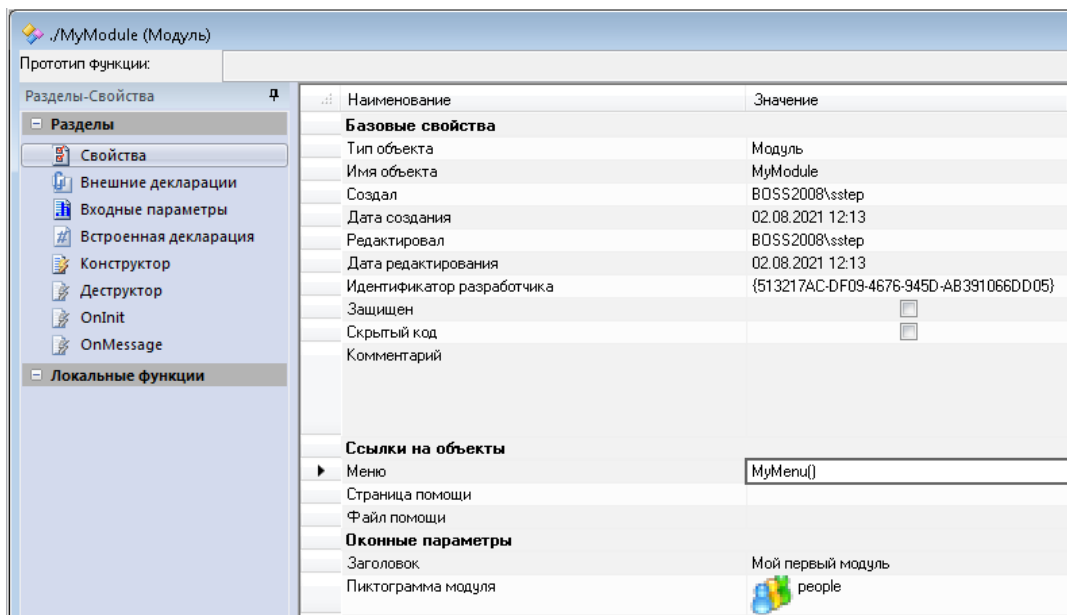 ./MyModule (Модуль)
Прототип функции:
Разделы-Свойства
Разделы
Свойства
Внешние декларации
Входные параметры
Встроенная декларация
Конструктор
Деструктор
OnInit
OnMessage
Локальные функции
Наименование Значение
Базовые свойства
Тип объекта Модуль
Имя объекта MyModule
Создал BOSS2008\sstep
Дата создания 02.08.2021 12:13
Редактировал BOSS2008\sstep
Дата редактирования 02.08.2021 12:13
Идентификатор разработчика {513217AC-DF09-4676-945D-AB391066DD05}
Защищен
Скрытый код
Комментарий
Ссылки на объекты
Меню MyMenu()
Страница помощи
Файл помощи
Оконные параметры
Заголовок Мой первый модуль
Пиктограмма модуля people